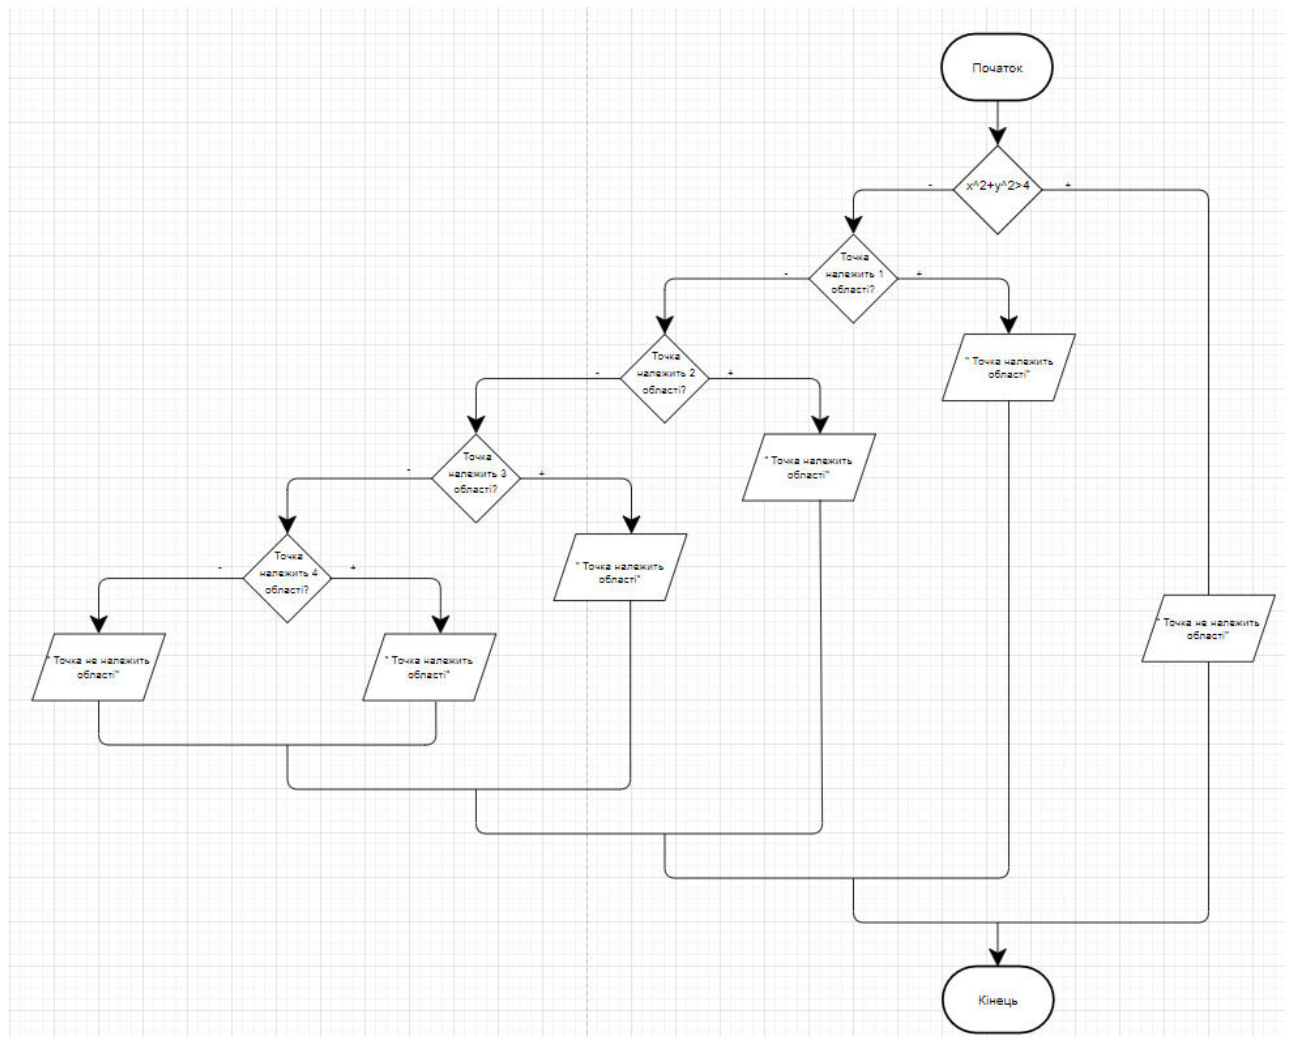 Початок
x^2+y^2>4
-
+
Точка
належить 1
області?
-
+
" Точка належить
області"
Точка
належить 2
області?
-
+
" Точка належить
області"
Точка
належить 3
області?
-
+
" Точка належить
області"
Точка
належить 4
області?
-
+
" Точка не належить
області"
" Точка належить
області"
" Точка не належить
області"
Кінець